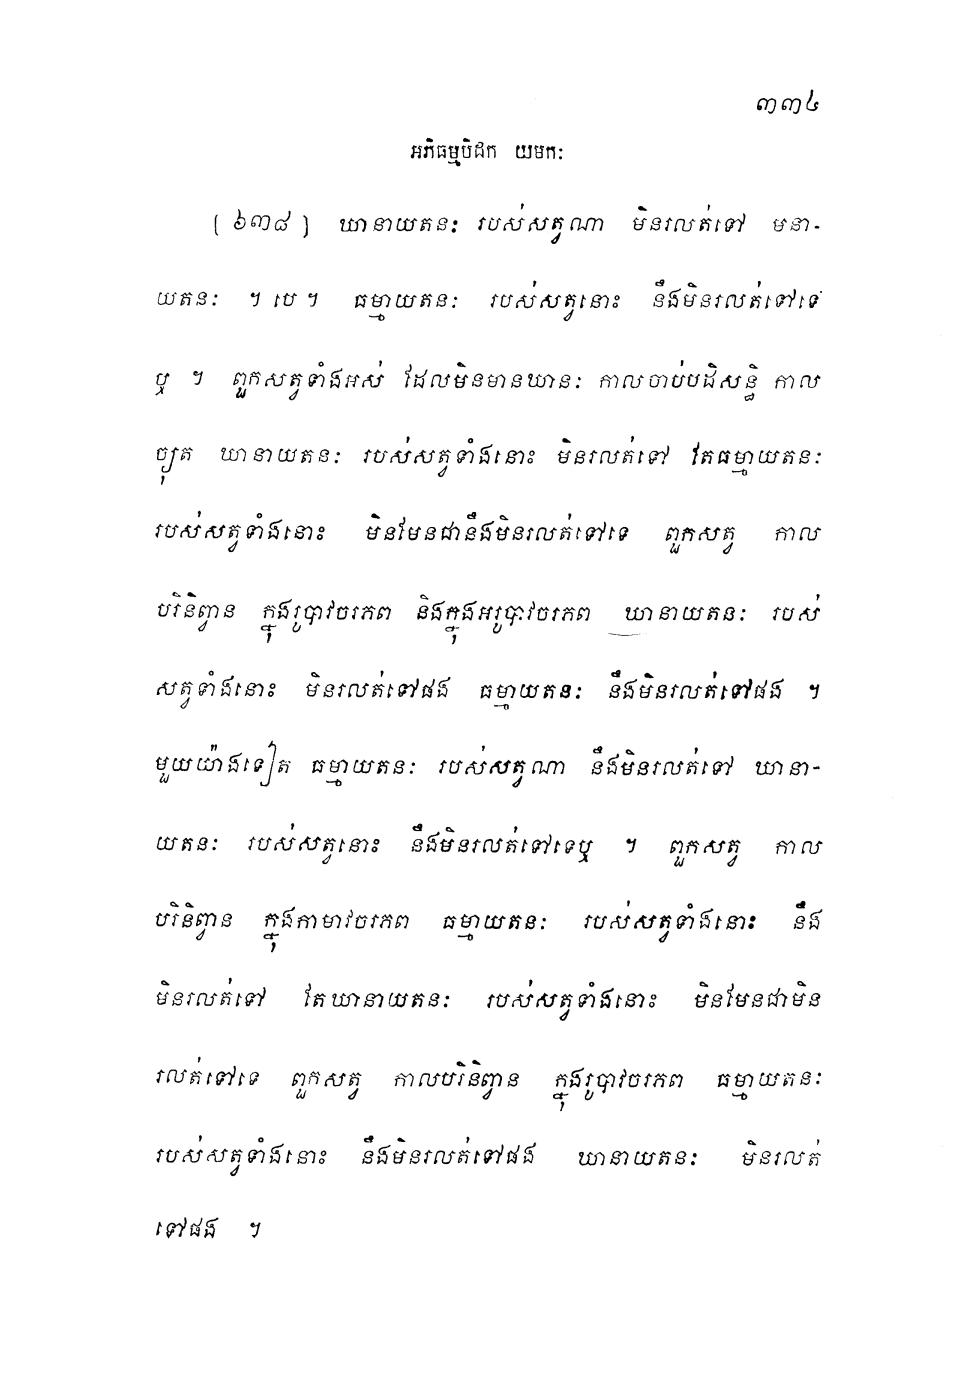 ៣៣៤
អភិធម្មបិដក យមកៈ
[ ៦៣៨ ] ឃានាយតនៈ របស់សត្វណា មិនរលត់ទៅ មនា-
យតនៈ ។ បេ ។ ធម្មាយតនៈ របស់សត្វនោះ នឹងមិនរលត់ទៅទេ
ឬ ។ ពួកសត្វទាំងអស់ ដែលមិនមានឃានៈ កាលចាប់បដិសន្ធិ កាល
ច្យុត ឃានាយតនៈ របស់សត្វទាំងនោះ មិនរលត់ទៅ តែធម្មាយតនៈ
របស់សត្វទាំងនោះ មិនមែនជានឹងមិនរលត់ទៅទេ ពួកសត្វ កាល
បរិនិព្វាន ក្នុងរូបាវចរភព និងក្នុងអរូបាវចរភព ឃានាយតនៈ របស់
សត្វទាំងនោះ មិនរលត់ទៅផង ធម្មាយតនៈ នឹងមិនរលត់ទៅផង ។
មួយយ៉ាងទៀត ធម្មាយតនៈ របស់សត្វណា នឹងមិនរលត់ទៅ ឃានា-
យតនៈ របស់សត្វនោះ នឹងមិនរលត់ទៅទេឬ ។ ពួកសត្វ កាល
បរិនិព្វាន ក្នុងកាមាវចរភព ធម្មាយតនៈ របស់សត្វទាំងនោះ នឹង
មិនរលត់ទៅ តែឃានាយតនៈ របស់សត្វទាំងនោះ មិនមែនជាមិន
រលត់ទៅទេ ពួកសត្វ កាលបរិនិព្វាន ក្នុងរូបាវចរភព ធម្មាយតនៈ
របស់សត្វទាំងនោះ នឹងមិនរលត់ទៅផង ឃានាយតនៈ មិនរលត់
ទៅផង ។